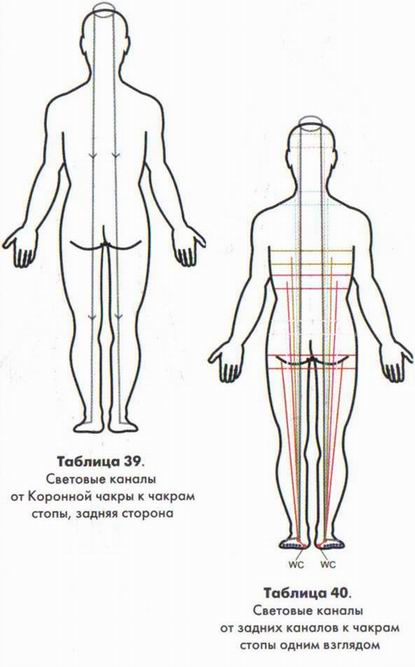 Таблица 39.
Световые каналы
от Коронной чакры к чакрам
стопы, задняя сторона
WC WC
Таблица 40.
Световые каналы
от задних каналов к чакрам
стопы одним взглядом